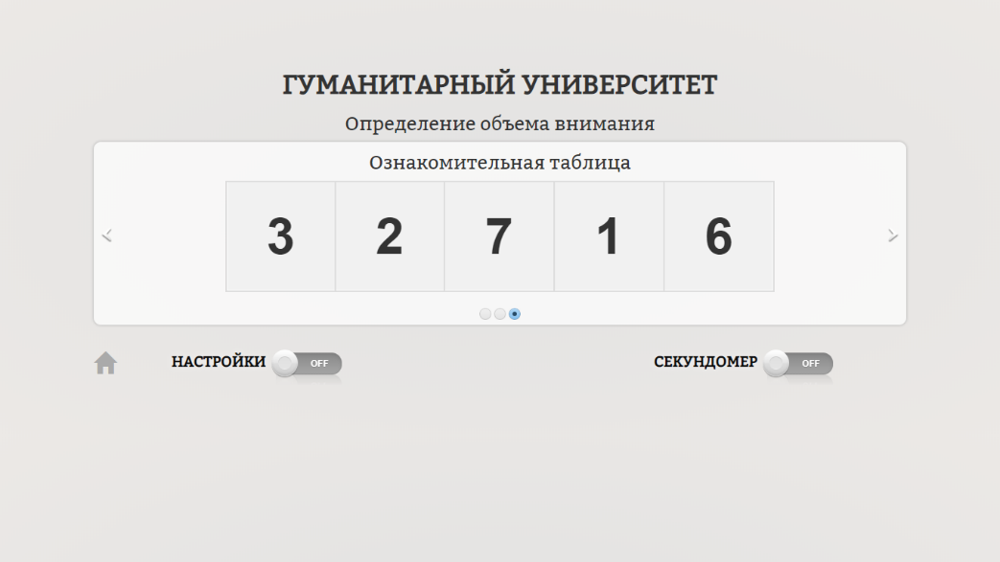 ГУМАНИТАРНЫЙ УНИВЕРСИТЕТ
Определение объема внимания
Ознакомительная таблица
3 2 7 1 6
НАСТРОЙКИ OFF СЕКУНДОМЕР OFF